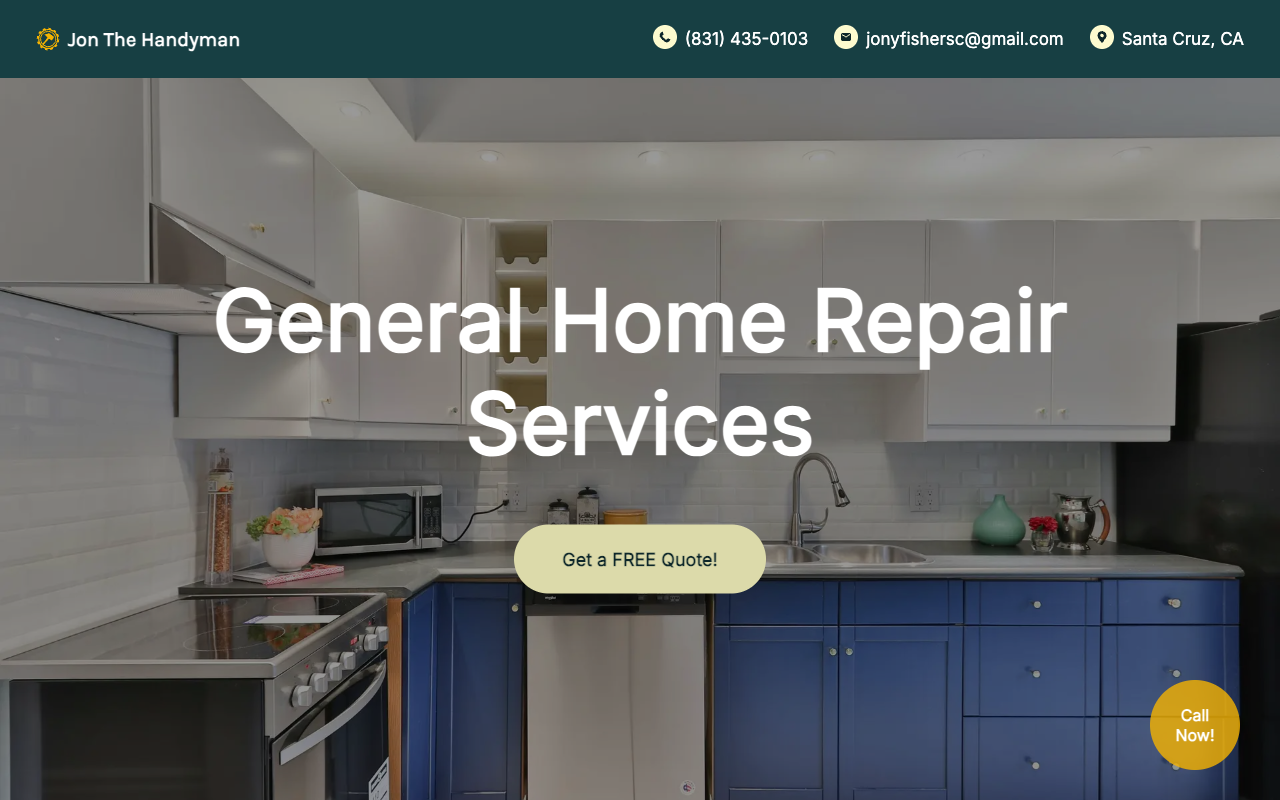 Jon The Handyman
(831) 435-0103
jonyfishersc@gmail.com
Santa Cruz, CA
General Home Repair
Services
Get a FREE Quote!
Call
Now!